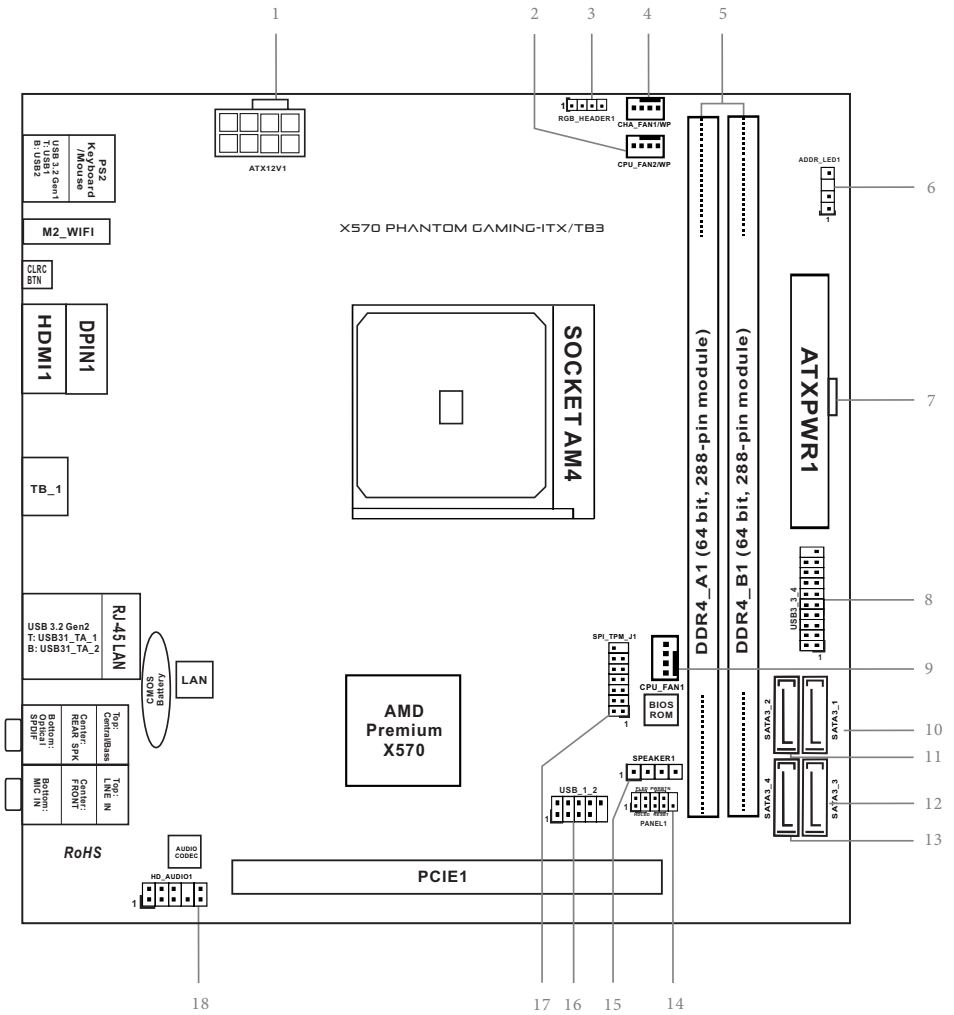 1
2
3
4
5
1
RGB_HEADER1
CHA_FAN1/WP
CPU_FAN2/WP
ATX12V1
ADDR_LED1
1
6
PS2
Keyboard
/Mouse
USB 3.2 Gen1
T: USB1
B: USB2
M2_WIFI
X570 PHANTOM GAMING-ITX/TB3
CLRC
BTN
HDMI1
DPIN1
SOCKET AM4
DDR4_A1 (64 bit, 288-pin module)
DDR4_B1 (64 bit, 288-pin module)
ATXPWR1
7
TB_1
USB3_3_4
1
8
RJ-45 LAN
USB 3.2 Gen2
T: USB31_TA_1
B: USB31_TA_2
CMOS
Battery
LAN
SPI_TPM_J1
1
CPU_FAN1
9
BIOS
ROM
AMD
Premium
X570
Top:
Central/Bass
Center:
REAR SPK
Bottom:
Optical
SPDIF
Top:
LINE IN
Center:
FRONT
Bottom:
MIC IN
SATA3_2
SATA3_1
10
11
SATA3_4
SATA3_3
12
13
SPEAKER1
1
USB_1_2
1
PLED PWRBTN
1
HDLED RESET
PANEL1
RoHS
AUDIO
CODEC
HD_AUDIO1
1
PCIE1
18
17
16
15
14